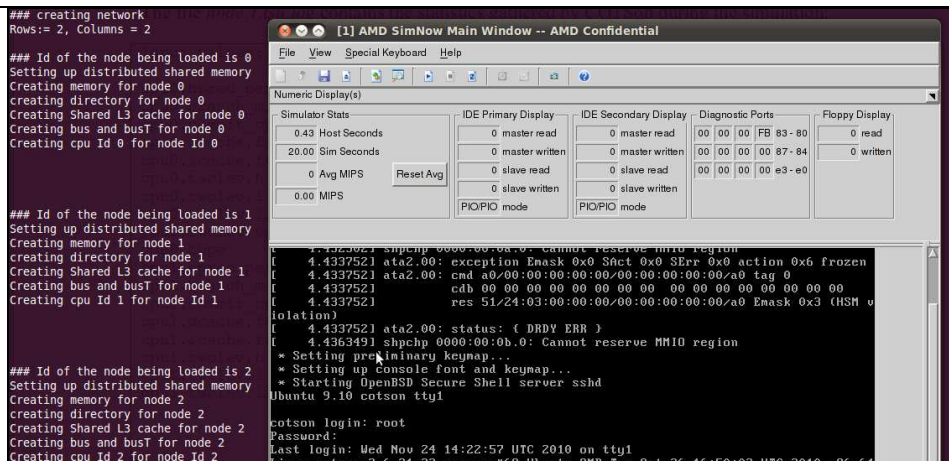 ### creating network
Rows:= 2, Columns = 2
### Id of the node being loaded is 0
Setting up distributed shared memory
Creating memory for node 0
creating directory for node 0
Creating Shared L3 cache for node 0
Creating bus and busT for node 0
Creating cpu Id 0 for node Id 0
### Id of the node being loaded is 1
Setting up distributed shared memory
Creating memory for node 1
creating directory for node 1
Creating Shared L3 cache for node 1
Creating bus and busT for node 1
Creating cpu Id 1 for node Id 1
### Id of the node being loaded is 2
Setting up distributed shared memory
Creating memory for node 2
creating directory for node 2
Creating Shared L3 cache for node 2
Creating bus and busT for node 2
Creating cpu Id 2 for node Id 2
[1] AMD SimNow Main Window -- AMD Confidential
File View Special Keyboard Help
Numeric Display(s)
Simulator Stats
0.43 Host Seconds
20.00 Sim Seconds
0 Avg MIPS Reset Avg
0.00 MIPS
IDE Primary Display
0 master read
0 master written
0 slave read
0 slave written
PIO/PIO mode
IDE Secondary Display
0 master read
0 master written
0 slave read
0 slave written
PIO/PIO mode
Diagnostic Ports
00 00 00 FB 83 - 80
00 00 00 00 87 - 84
00 00 00 00 e3 - e0
Floppy Display
0 read
0 written
[ 4.432302] shpchp 0000:00:0a.0: Cannot reserve MMIO region
[ 4.433752] ata2.00: exception Emask 0x0 SAct 0x0 SErr 0x0 action 0x6 frozen
[ 4.433752] ata2.00: cmd a0/00:00:00:00:00/00:00:00:00:00/a0 tag 0
[ 4.433752] cdb 00 00 00 00 00 00 00 00 00 00 00 00 00 00 00 00
[ 4.433752] res 51/24:03:00:00:00/00:00:00:00:00/a0 Emask 0x3 (HSM v
iolation)
[ 4.433752] ata2.00: status: { DRDY ERR }
[ 4.436349] shpchp 0000:00:0b.0: Cannot reserve MMIO region
* Setting preliminary keymap...
* Setting up console font and keymap...
* Starting OpenBSD Secure Shell server sshd
Ubuntu 9.10 cotson tty1
cotson login: root
Password:
Last login: Wed Nov 24 14:22:57 UTC 2010 on tty1